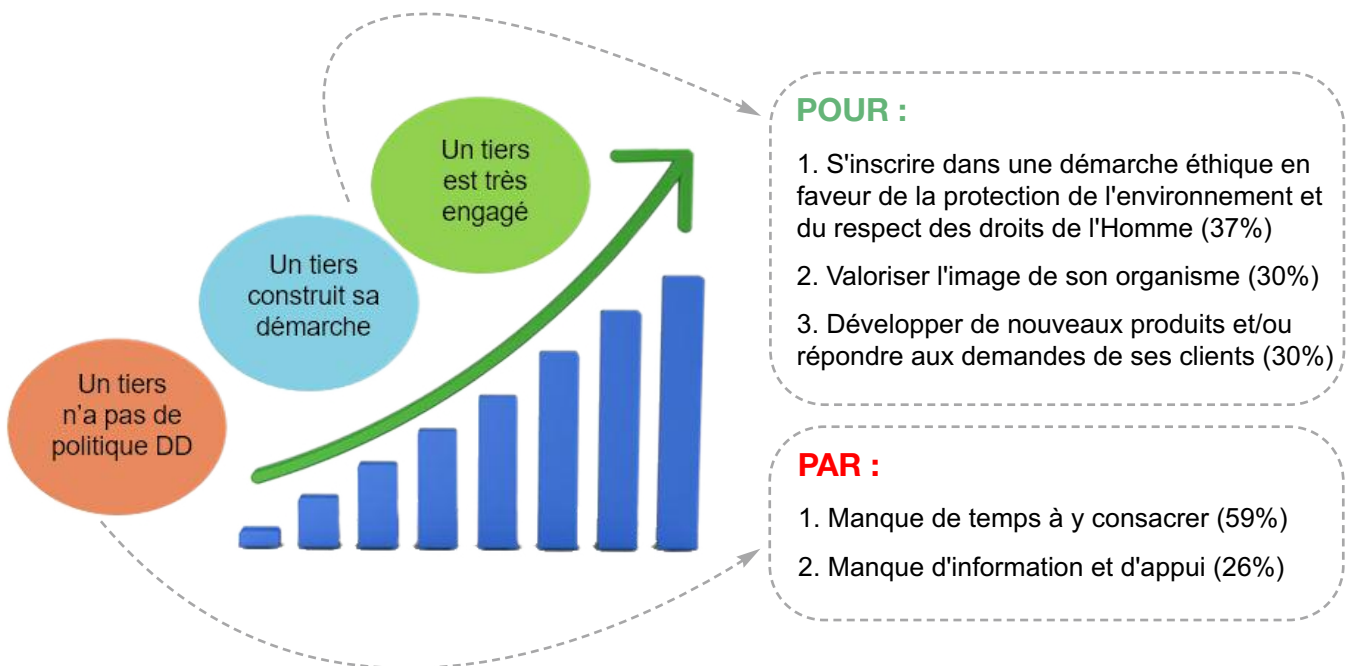 Un tiers
est très
engagé
Un tiers
construit sa
démarche
Un tiers
n'a pas de
politique DD
POUR :
1. S'inscrire dans une démarche éthique en
faveur de la protection de l'environnement et
du respect des droits de l'Homme (37%)
2. Valoriser l'image de son organisme (30%)
3. Développer de nouveaux produits et/ou
répondre aux demandes de ses clients (30%)
PAR :
1. Manque de temps à y consacrer (59%)
2. Manque d'information et d'appui (26%)